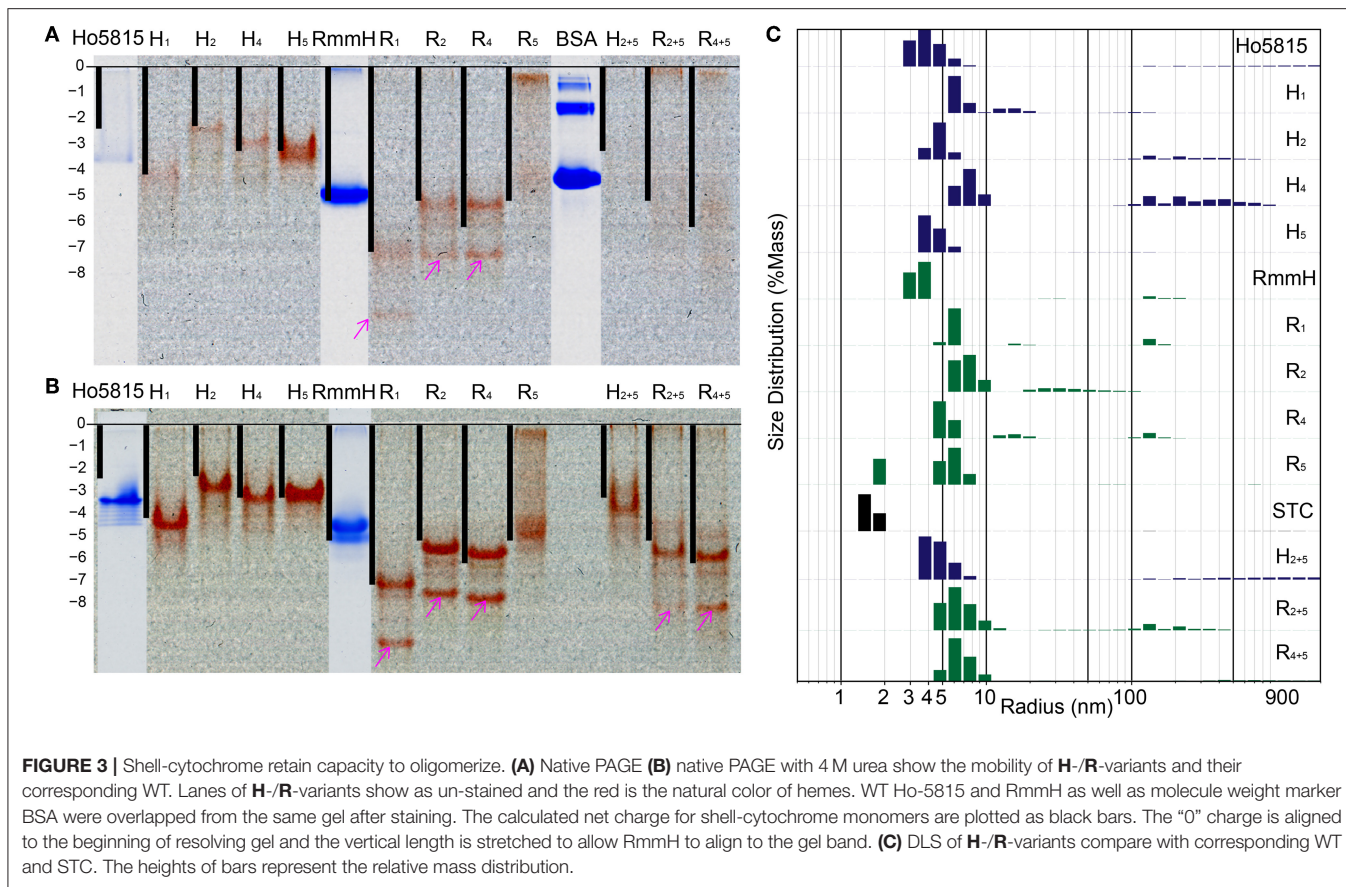 A
Ho5815 H₁ H₂ H₄ H₅ RmmH R₁ R₂ R₄ R₅ BSA H₂₊₅ R₂₊₅ R₄₊₅
0
−1
−2
−3
−4
−5
−6
−7
−8
B
Ho5815 H₁ H₂ H₄ H₅ RmmH R₁ R₂ R₄ R₅ H₂₊₅ R₂₊₅ R₄₊₅
0
−1
−2
−3
−4
−5
−6
−7
−8
C
Size Distribution (%Mass)
Ho5815
H₁
H₂
H₄
H₅
RmmH
R₁
R₂
R₄
R₅
STC
H₂₊₅
R₂₊₅
R₄₊₅
1 2 3 4 5 10 100 900
Radius (nm)
FIGURE 3 | Shell-cytochrome retain capacity to oligomerize. (A) Native PAGE (B) native PAGE with 4 M urea show the mobility of H-/R-variants and their
corresponding WT. Lanes of H-/R-variants show as un-stained and the red is the natural color of hemes. WT Ho-5815 and RmmH as well as molecule weight marker
BSA were overlapped from the same gel after staining. The calculated net charge for shell-cytochrome monomers are plotted as black bars. The “0” charge is aligned
to the beginning of resolving gel and the vertical length is stretched to allow RmmH to align to the gel band. (C) DLS of H-/R-variants compare with corresponding WT
and STC. The heights of bars represent the relative mass distribution.